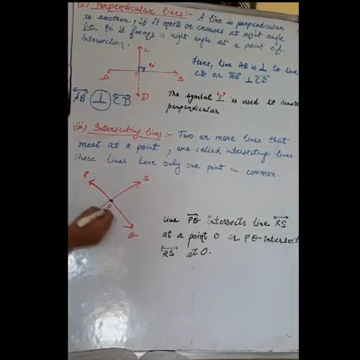 (ii) Perpendicular lines :- A line is perpendicular
to another, if it meets or crosses at right angle
forms a right angle at a point of
intersection.
C
90°
A
B
D
Here, line AB is ⊥ to line
CD or AB ⊥ CD
AB ⊥ CD
The symbol '⊥' is used to denote
perpendicular
(iii) Intersecting lines :- Two or more lines that
meet at a point, are called intersecting lines.
These lines have only one point in common.
P
S
O
Q
Line PQ intersects line RS
at a point O or PQ intersects
RS at O.